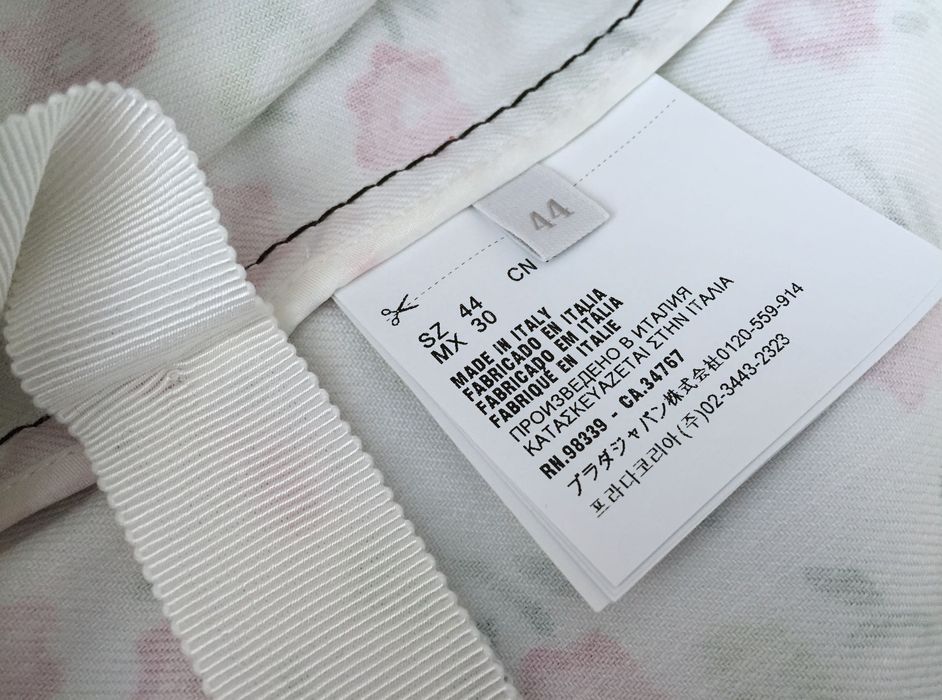 44
SZ 44 CN
MX 30
MADE IN ITALY
FABRICADO EN ITALIA
FABRICADO EM ITÁLIA
FABRIQUÉ EN ITALIE
ПРОИЗВЕДЕНО В ИТАЛИЯ
ΚΑΤΑΣΚΕΥΑΖΕΤΑΙ ΣΤΗΝ ΙΤΑΛΙΑ
RN.98339 - CA.34767
プラダジャパン株式会社0120-559-914
프라다코리아(주)02-3443-2323